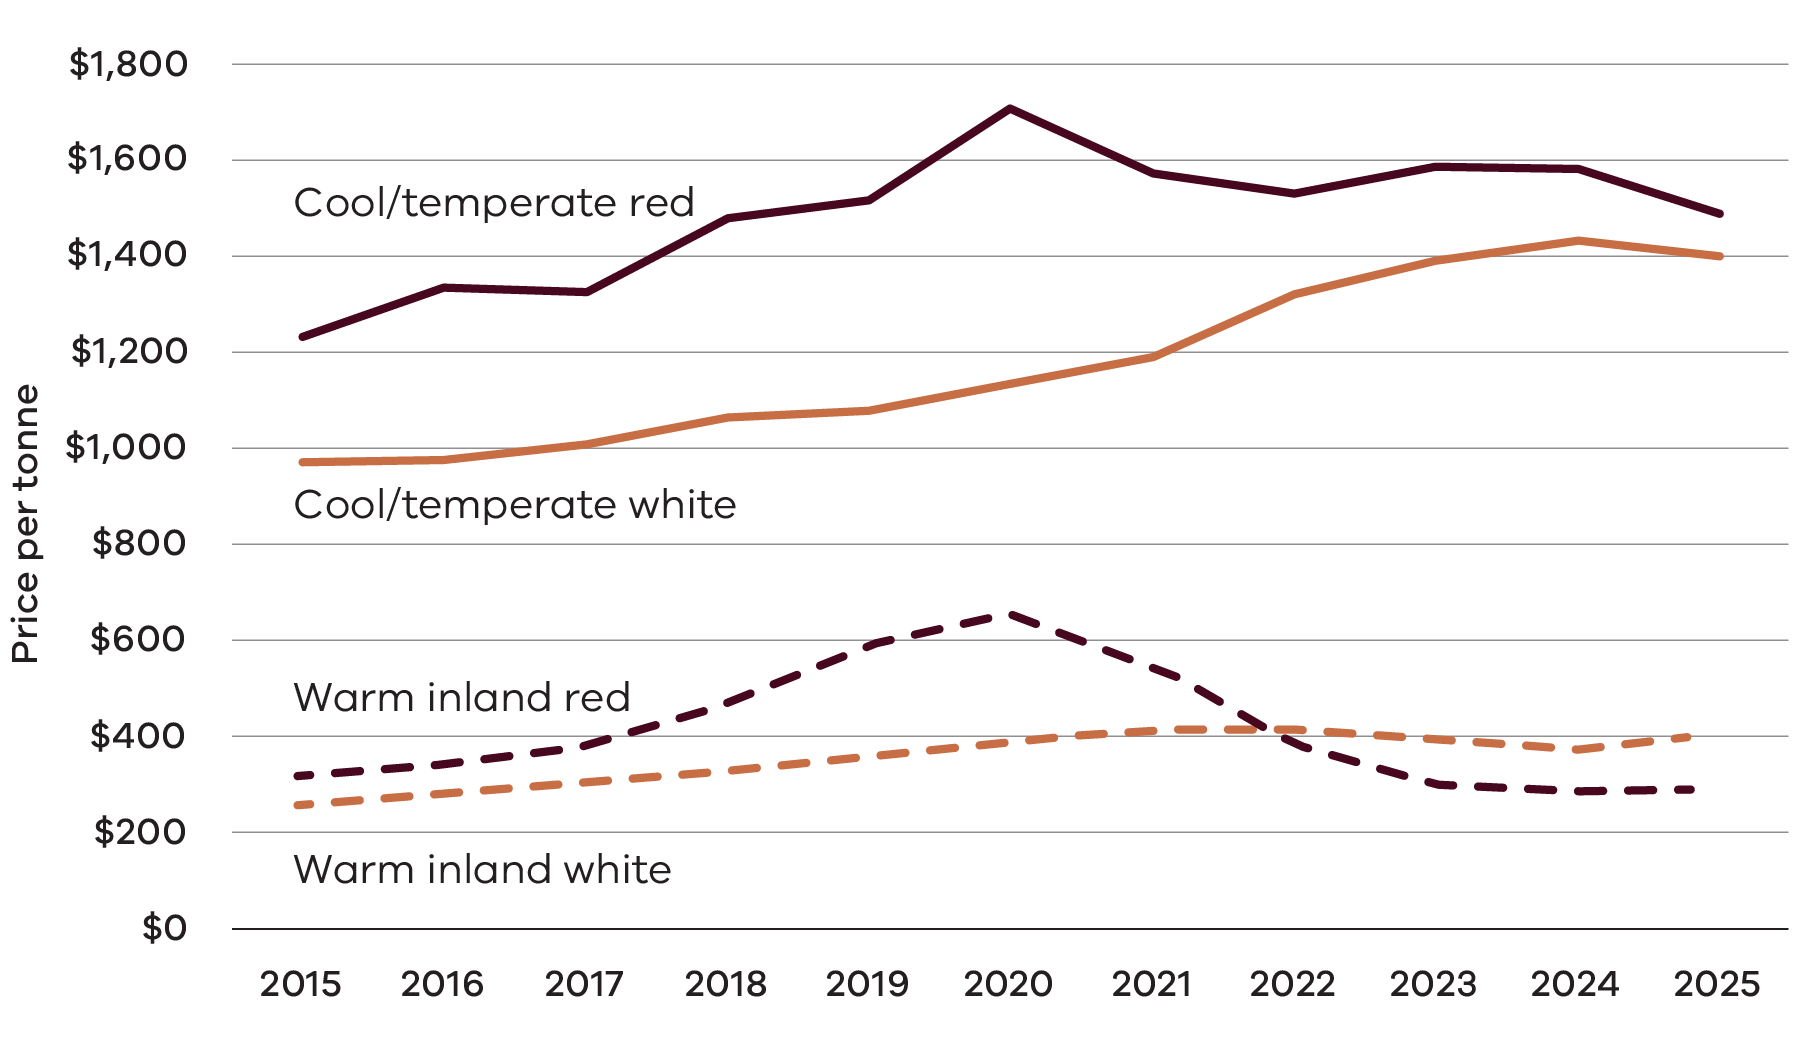 $1,800
$1,600
Cool/temperate red
$1,400
$1,200
Price per tonne
$1,000
Cool/temperate white
$800
$600
Warm inland red
$400
$200
Warm inland white
$0
2015 2016 2017 2018 2019 2020 2021 2022 2023 2024 2025